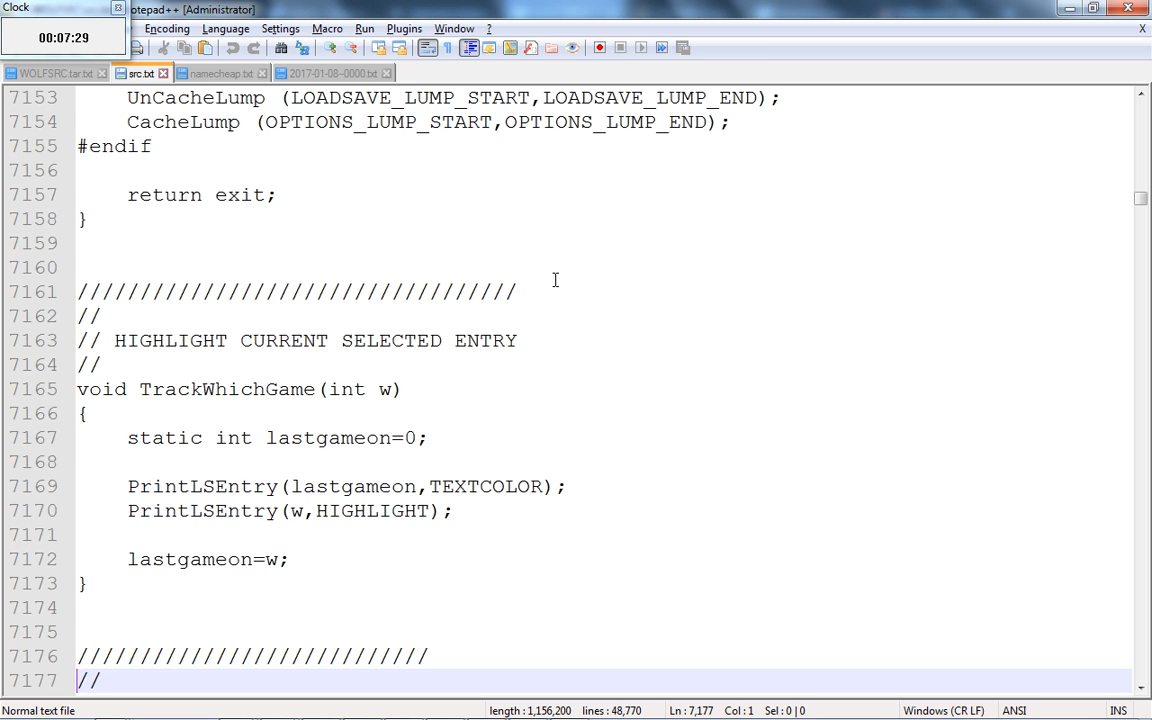 Clock
otepad++ [Administrator]
00:07:29
Encoding Language Settings Macro Run Plugins Window ? X
WOLFSRC.tar.txt src.txt namecheap.txt 2017-01-08--0000.txt
7153 UnCacheLump (LOADSAVE_LUMP_START,LOADSAVE_LUMP_END);
7154 CacheLump (OPTIONS_LUMP_START,OPTIONS_LUMP_END);
7155 #endif
7156
7157 return exit;
7158 }
7159
7160
7161 ///////////////////////////////////
7162 //
7163 // HIGHLIGHT CURRENT SELECTED ENTRY
7164 //
7165 void TrackWhichGame(int w)
7166 {
7167 static int lastgameon=0;
7168
7169 PrintLSEntry(lastgameon,TEXTCOLOR);
7170 PrintLSEntry(w,HIGHLIGHT);
7171
7172 lastgameon=w;
7173 }
7174
7175
7176 ////////////////////////////
7177 //
Normal text file length : 1,156,200 lines : 48,770 Ln : 7,177 Col : 1 Sel : 0 | 0 Windows (CR LF) ANSI INS